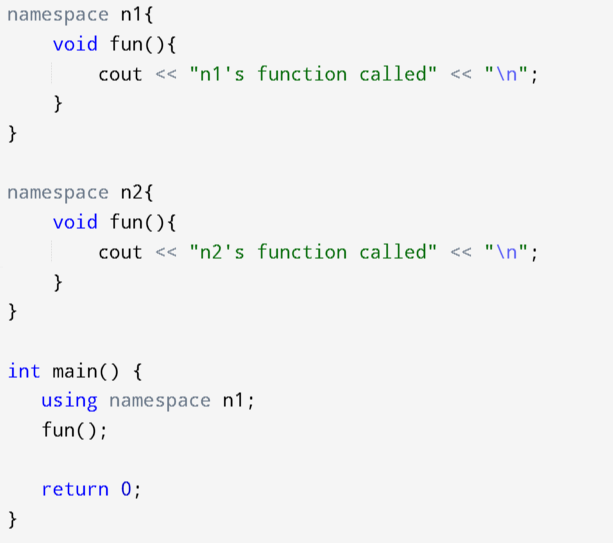 namespace n1{
    void fun(){
        cout << "n1's function called" << "\n";
    }
}

namespace n2{
    void fun(){
        cout << "n2's function called" << "\n";
    }
}

int main() {
   using namespace n1;
   fun();

   return 0;
}